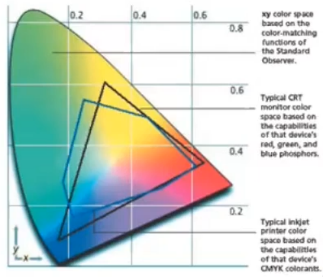 0.2
0.4
0.6
0.8
xy color space
based on the
color-matching
functions of
the Standard
Observer.
0.6
Typical CRT
monitor color
space based on
the capabilities
of that device's
red, green, and
blue phosphors.
0.4
0.2
Typical inkjet
printer color
space based on
the capabilities
of that device's
CMYK colorants.
y
x